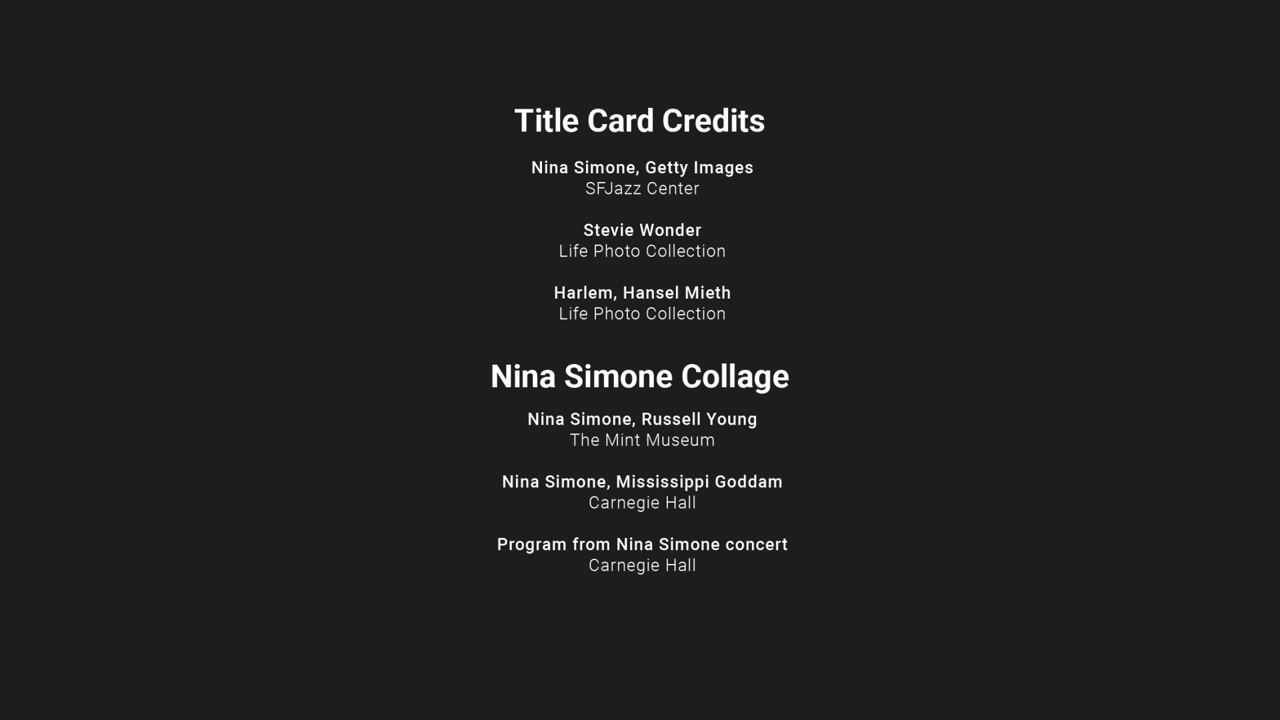 Title Card Credits
Nina Simone, Getty Images
SFJazz Center
Stevie Wonder
Life Photo Collection
Harlem, Hansel Mieth
Life Photo Collection
Nina Simone Collage
Nina Simone, Russell Young
The Mint Museum
Nina Simone, Mississippi Goddam
Carnegie Hall
Program from Nina Simone concert
Carnegie Hall